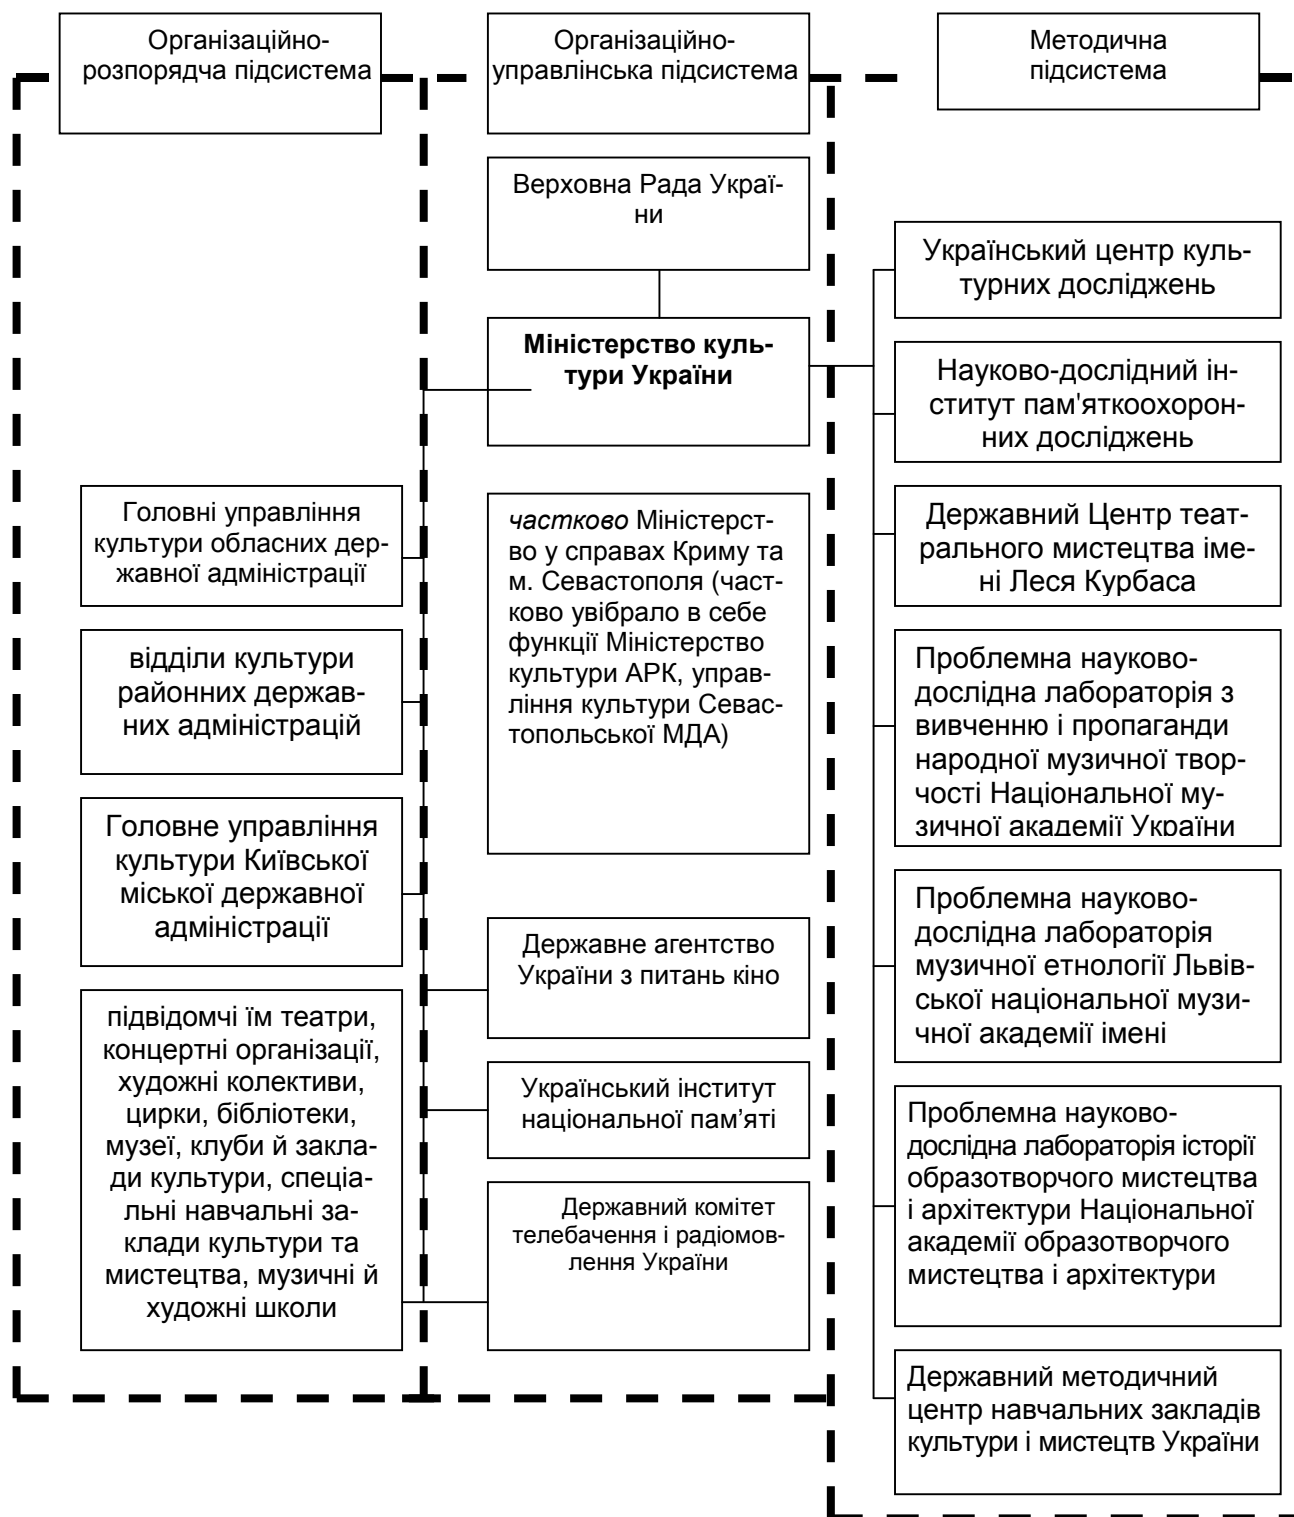 Організаційно-
розпорядча підсистема
Організаційно-
управлінська підсистема
Методична
підсистема
Верховна Рада Украї-
ни
Міністерство куль-
тури України
частково Міністерст-
во у справах Криму та
м. Севастополя (част-
ково увібрало в себе
функції Міністерство
культури АРК, управ-
ління культури Севас-
топольської МДА)
Державне агентство
України з питань кіно
Український інститут
національної пам’яті
Державний комітет
телебачення і радіомов-
лення України
Головні управління
культури обласних дер-
жавної адміністрації
відділи культури
районних держав-
них адміністрацій
Головне управління
культури Київської
міської державної
адміністрації
підвідомчі їм театри,
концертні організації,
художні колективи,
цирки, бібліотеки,
музеї, клуби й закла-
ди культури, спеціа-
льні навчальні за-
клади культури та
мистецтва, музичні й
художні школи
Український центр куль-
турних досліджень
Науково-дослідний ін-
ститут пам'яткоохорон-
них досліджень
Державний Центр теат-
рального мистецтва іме-
ні Леся Курбаса
Проблемна науково-
дослідна лабораторія з
вивченню і пропаганди
народної музичної твор-
чості Національної му-
зичної академії України
Проблемна науково-
дослідна лабораторія
музичної етнології Львів-
ської національної музи-
чної академії імені
Проблемна науково-
дослідна лабораторія історії
образотворчого мистецтва
і архітектури Національної
академії образотворчого
мистецтва і архітектури
Державний методичний
центр навчальних закладів
культури і мистецтв України